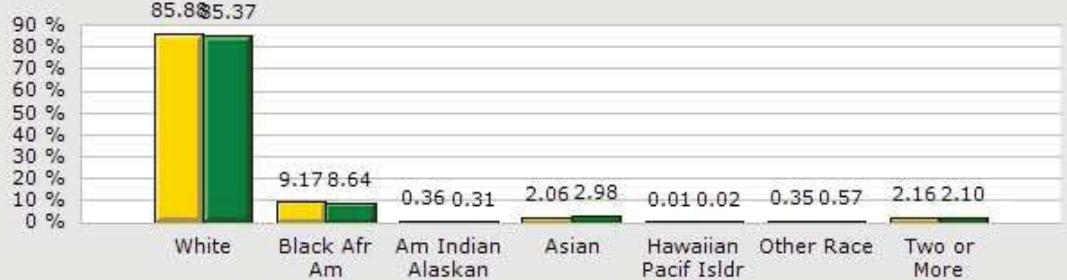 85.88 85.37
90 %
80 %
70 %
60 %
50 %
40 %
30 %
20 %
10 %
0 %
9.17 8.64
0.36 0.31
2.06 2.98
0.01 0.02
0.35 0.57
2.16 2.10
White
Black Afr
Am
Am Indian
Alaskan
Asian
Hawaiian
Pacif Isldr
Other Race
Two or
More